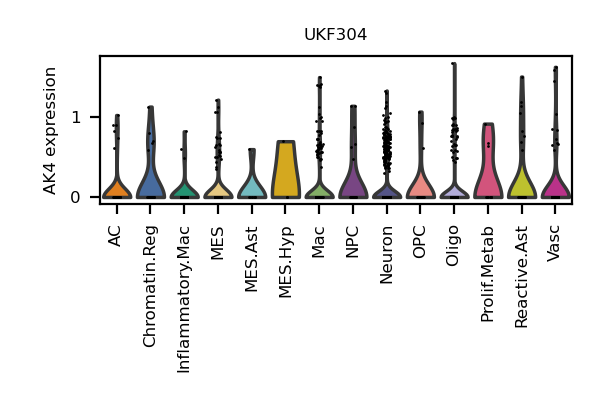 UKF304
AK4 expression
1
0
AC
Chromatin.Reg
Inflammatory.Mac
MES
MES.Ast
MES.Hyp
Mac
NPC
Neuron
OPC
Oligo
Prolif.Metab
Reactive.Ast
Vasc